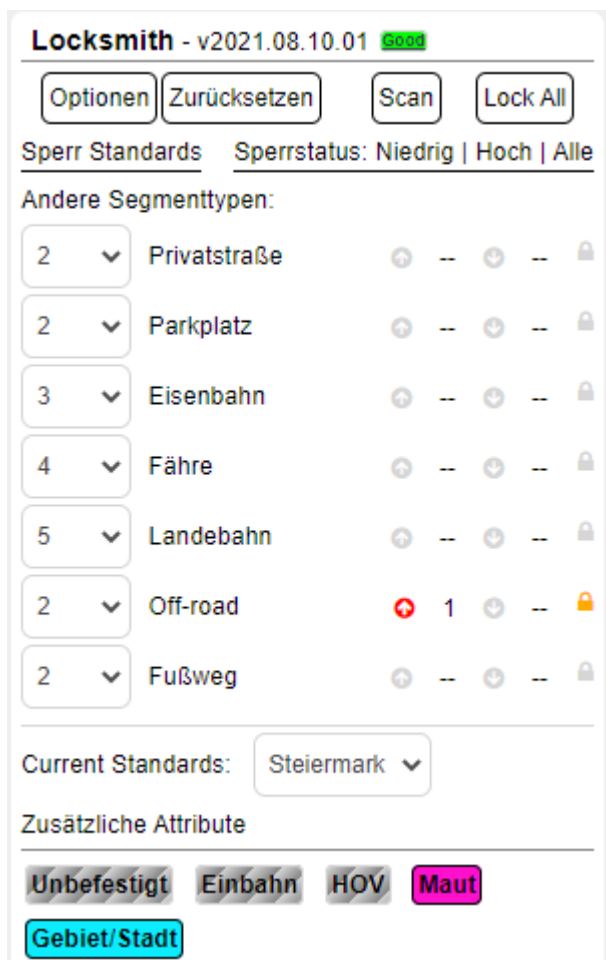 Locksmith - v2021.08.10.01 Good
Optionen Zurücksetzen Scan Lock All
Sperr Standards Sperrstatus: Niedrig | Hoch | Alle
Andere Segmenttypen:
2 Privatstraße -- --
2 Parkplatz -- --
3 Eisenbahn -- --
4 Fähre -- --
5 Landebahn -- --
2 Off-road 1 --
2 Fußweg -- --
Current Standards: Steiermark
Zusätzliche Attribute
Unbefestigt Einbahn HOV Maut
Gebiet/Stadt